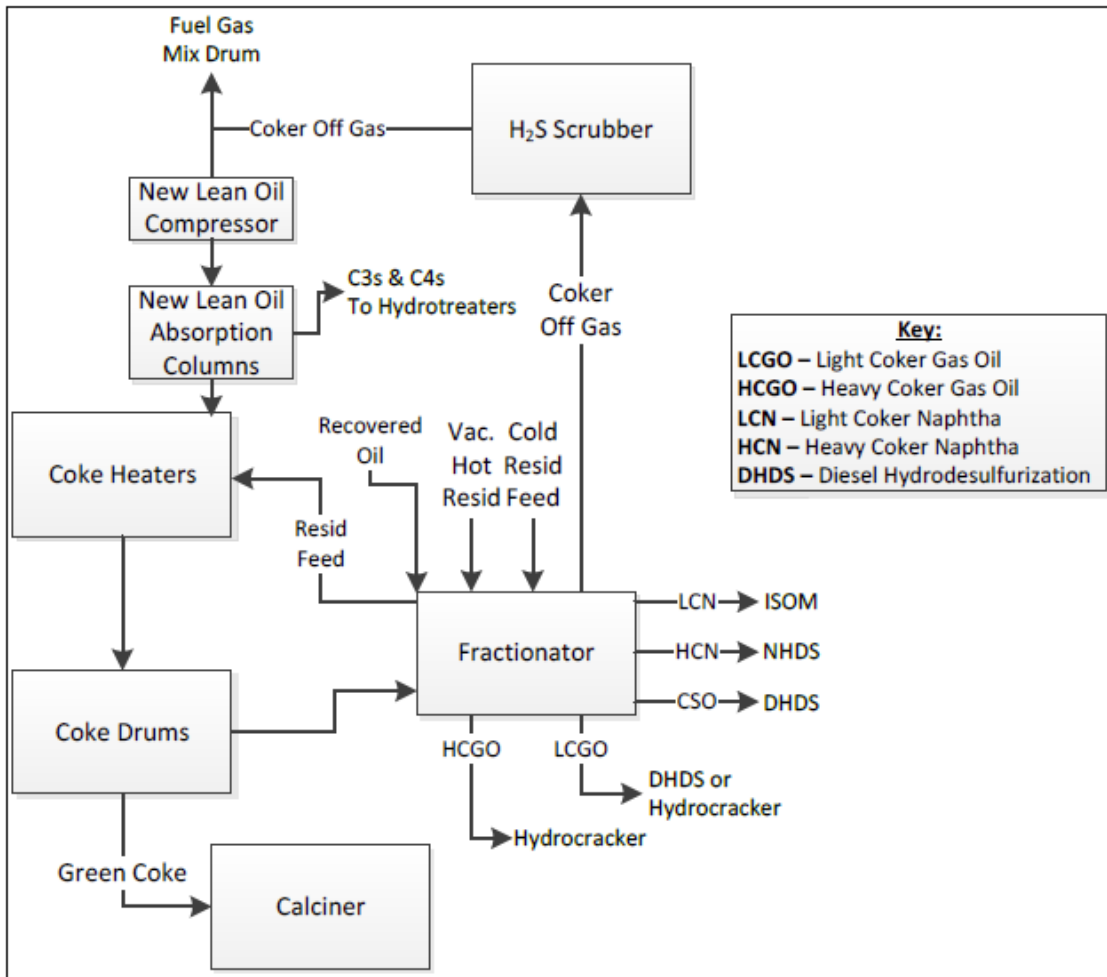 Fuel Gas
Mix Drum
Coker Off Gas
H₂S Scrubber
New Lean Oil
Compressor
New Lean Oil
Absorption
Columns
C3s & C4s
To Hydrotreaters
Coker
Off Gas
Key:
LCGO – Light Coker Gas Oil
HCGO – Heavy Coker Gas Oil
LCN – Light Coker Naphtha
HCN – Heavy Coker Naphtha
DHDS – Diesel Hydrodesulfurization
Coke Heaters
Recovered
Oil
Vac. Cold
Hot Resid
Resid Feed
Resid
Feed
Fractionator
LCN
ISOM
HCN
NHDS
CSO
DHDS
Coke Drums
HCGO
LCGO
DHDS or
Hydrocracker
Hydrocracker
Green Coke
Calciner